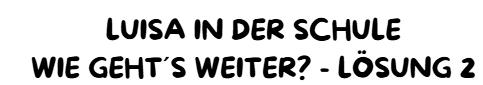 LUISA IN DER SCHULE
WIE GEHT´S WEITER? - LÖSUNG 2